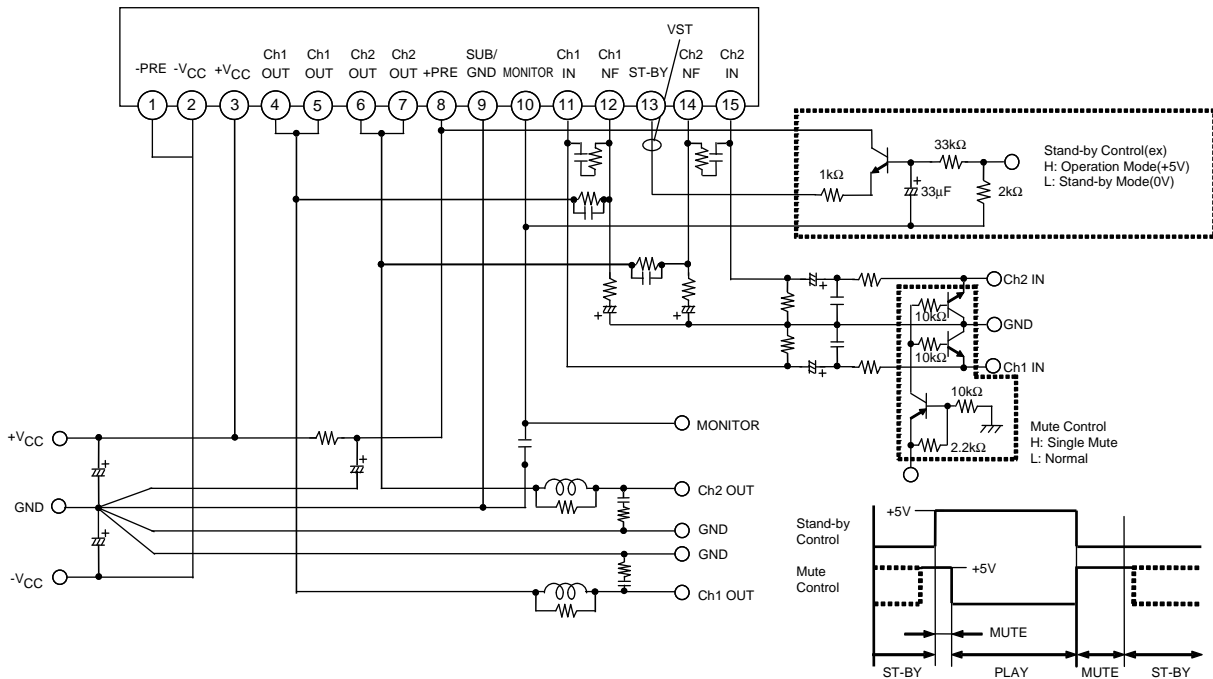 VST
Ch1 Ch1 Ch2 Ch2 SUB/ Ch1 Ch1 Ch2 Ch2
-PRE -VCC +VCC OUT OUT OUT OUT +PRE GND MONITOR IN NF ST-BY NF IN
1 2 3 4 5 6 7 8 9 10 11 12 13 14 15
33kΩ
1kΩ
+
33µF
2kΩ
Stand-by Control(ex)
H: Operation Mode(+5V)
L: Stand-by Mode(0V)
+
Ch2 IN
10kΩ
+ +
GND
10kΩ
+
Ch1 IN
10kΩ
2.2kΩ
Mute Control
H: Single Mute
L: Normal
MONITOR
+VCC
+
+
Ch2 OUT
GND
+
GND
GND
-VCC
Ch1 OUT
Stand-by
Control
+5V
Mute
Control
+5V
MUTE
ST-BY PLAY MUTE ST-BY